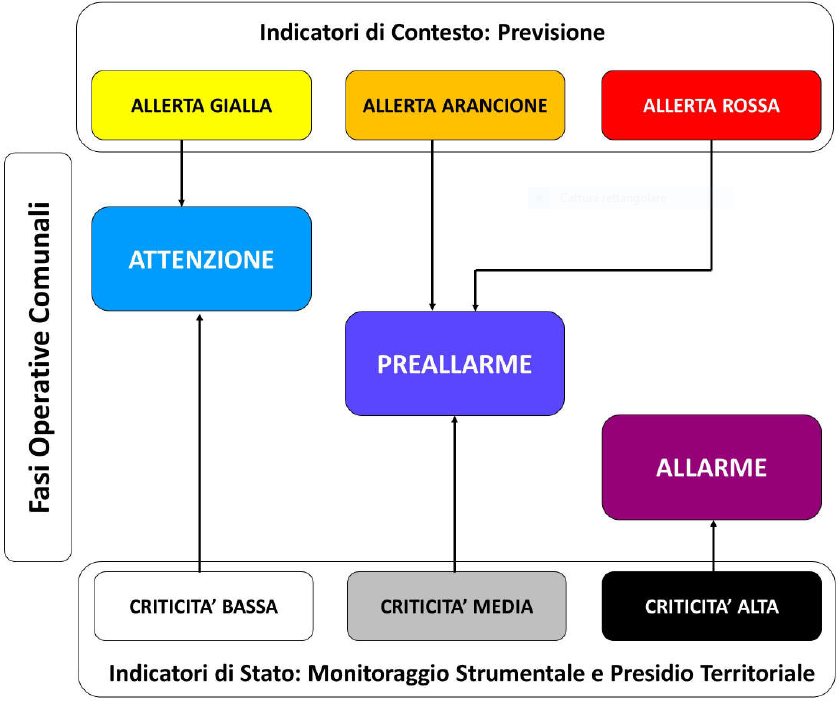 Indicatori di Contesto: Previsione
ALLERTA GIALLA
ALLERTA ARANCIONE
ALLERTA ROSSA
Fasi Operative Comunali
ATTENZIONE
PREALLARME
ALLARME
CRITICITA’ BASSA
CRITICITA’ MEDIA
CRITICITA’ ALTA
Indicatori di Stato: Monitoraggio Strumentale e Presidio Territoriale